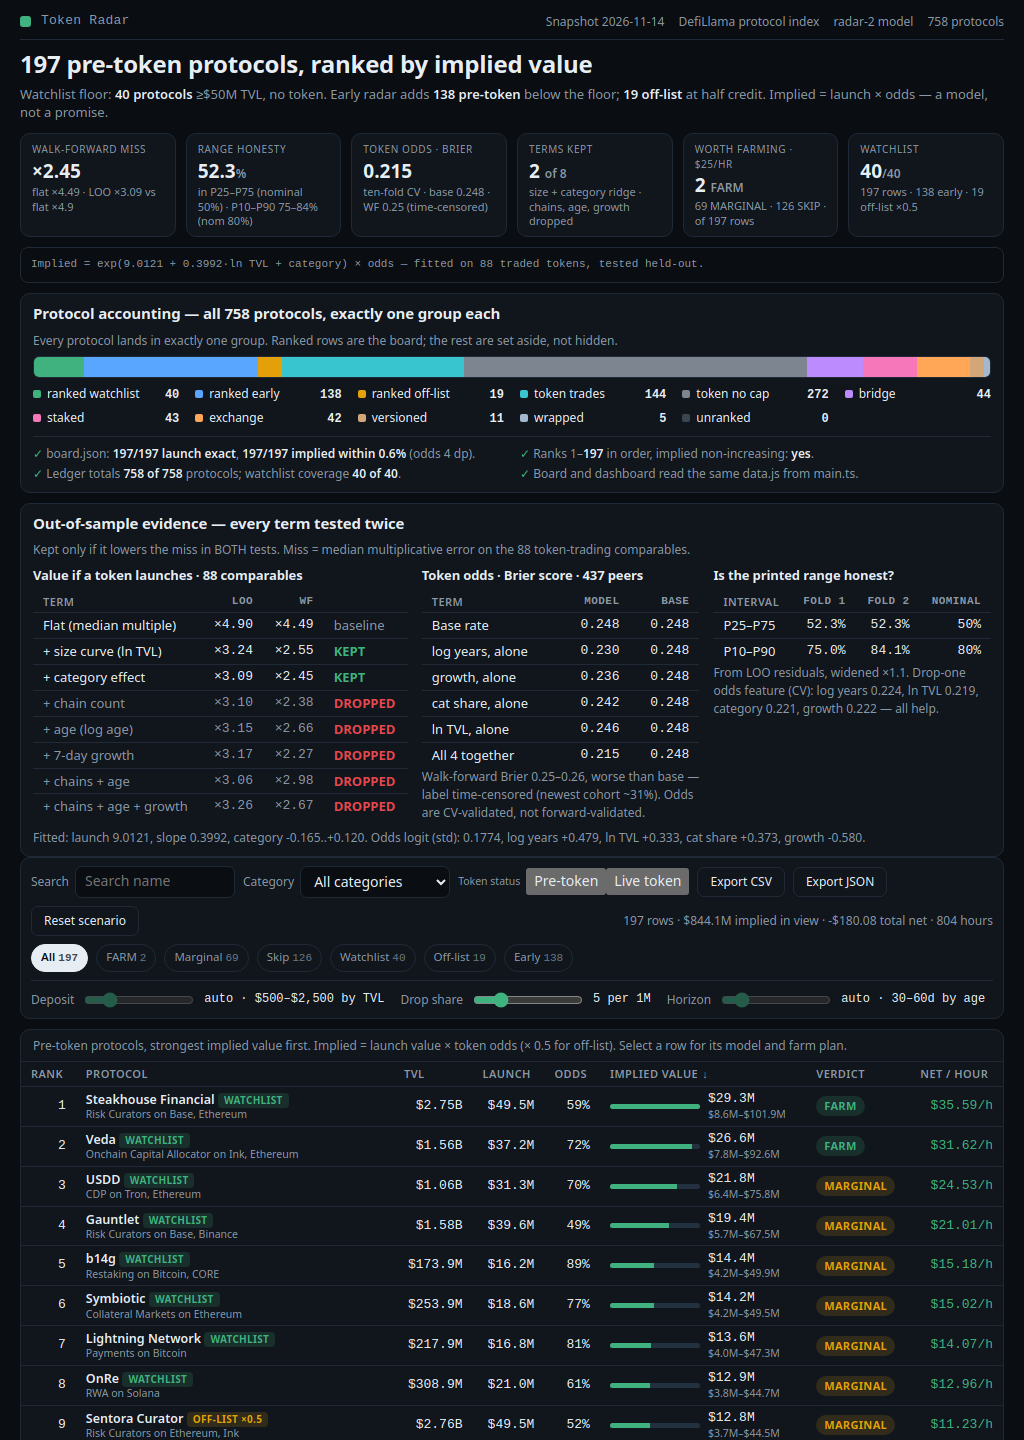 Token Radar
Snapshot 2026-11-14 DefiLlama protocol index radar-2 model 758 protocols
197 pre-token protocols, ranked by implied value
Watchlist floor: 40 protocols ≥$50M TVL, no token. Early radar adds 138 pre-token below the floor; 19 off-list at half credit. Implied = launch × odds — a model,
not a promise.
WALK-FORWARD MISS
×2.45
flat ×4.49 · LOO ×3.09 vs
flat ×4.9
RANGE HONESTY
52.3%
in P25–P75 (nominal
50%) · P10–P90 75–84%
(nom 80%)
TOKEN ODDS · BRIER
0.215
ten-fold CV · base 0.248 ·
WF 0.25 (time-censored)
TERMS KEPT
2 of 8
size + category ridge ·
chains, age, growth
dropped
WORTH FARMING ·
$25/HR
2 FARM
69 MARGINAL · 126 SKIP ·
of 197 rows
WATCHLIST
40/40
197 rows · 138 early · 19
off-list ×0.5
Implied = exp(9.0121 + 0.3992·ln TVL + category) × odds — fitted on 88 traded tokens, tested held-out.
Protocol accounting — all 758 protocols, exactly one group each
Every protocol lands in exactly one group. Ranked rows are the board; the rest are set aside, not hidden.
ranked watchlist 40 ranked early 138 ranked off-list 19 token trades 144 token no cap 272 bridge 44
staked 43 exchange 42 versioned 11 wrapped 5 unranked 0
✓ board.json: 197/197 launch exact, 197/197 implied within 0.6% (odds 4 dp).
✓ Ranks 1–197 in order, implied non-increasing: yes.
✓ Ledger totals 758 of 758 protocols; watchlist coverage 40 of 40.
✓ Board and dashboard read the same data.js from main.ts.
Out-of-sample evidence — every term tested twice
Kept only if it lowers the miss in BOTH tests. Miss = median multiplicative error on the 88 token-trading comparables.
Value if a token launches · 88 comparables
TERM LOO WF
Flat (median multiple) ×4.90 ×4.49 baseline
+ size curve (ln TVL) ×3.24 ×2.55 KEPT
+ category effect ×3.09 ×2.45 KEPT
+ chain count ×3.10 ×2.38 DROPPED
+ age (log age) ×3.15 ×2.66 DROPPED
+ 7-day growth ×3.17 ×2.27 DROPPED
+ chains + age ×3.06 ×2.98 DROPPED
+ chains + age + growth ×3.26 ×2.67 DROPPED
Token odds · Brier score · 437 peers
TERM MODEL BASE
Base rate 0.248 0.248
log years, alone 0.230 0.248
growth, alone 0.236 0.248
cat share, alone 0.242 0.248
ln TVL, alone 0.246 0.248
All 4 together 0.215 0.248
Walk-forward Brier 0.25–0.26, worse than base —
label time-censored (newest cohort ~31%). Odds
are CV-validated, not forward-validated.
Is the printed range honest?
INTERVAL FOLD 1 FOLD 2 NOMINAL
P25–P75 52.3% 52.3% 50%
P10–P90 75.0% 84.1% 80%
From LOO residuals, widened ×1.1. Drop-one
odds feature (CV): log years 0.224, ln TVL 0.219,
category 0.221, growth 0.222 — all help.
Fitted: launch 9.0121, slope 0.3992, category -0.165..+0.120. Odds logit (std): 0.1774, log years +0.479, ln TVL +0.333, cat share +0.373, growth -0.580.
Search Search name Category All categories Token status Pre-token Live token Export CSV Export JSON
Reset scenario 197 rows · $844.1M implied in view · -$180.08 total net · 804 hours
All 197 FARM 2 Marginal 69 Skip 126 Watchlist 40 Off-list 19 Early 138
Deposit auto · $500–$2,500 by TVL Drop share 5 per 1M Horizon auto · 30–60d by age
Pre-token protocols, strongest implied value first. Implied = launch value × token odds (× 0.5 for off-list). Select a row for its model and farm plan.
RANK PROTOCOL TVL LAUNCH ODDS IMPLIED VALUE ↓ VERDICT NET / HOUR
1 Steakhouse Financial WATCHLIST $2.75B $49.5M 59% $29.3M FARM $35.59/h
Risk Curators on Base, Ethereum $8.6M–$101.9M
2 Veda WATCHLIST $1.56B $37.2M 72% $26.6M FARM $31.62/h
Onchain Capital Allocator on Ink, Ethereum $7.8M–$92.6M
3 USDD WATCHLIST $1.06B $31.3M 70% $21.8M MARGINAL $24.53/h
CDP on Tron, Ethereum $6.4M–$75.8M
4 Gauntlet WATCHLIST $1.58B $39.6M 49% $19.4M MARGINAL $21.01/h
Risk Curators on Base, Binance $5.7M–$67.5M
5 b14g WATCHLIST $173.9M $16.2M 89% $14.4M MARGINAL $15.18/h
Restaking on Bitcoin, CORE $4.2M–$49.9M
6 Symbiotic WATCHLIST $253.9M $18.6M 77% $14.2M MARGINAL $15.02/h
Collateral Markets on Ethereum $4.2M–$49.5M
7 Lightning Network WATCHLIST $217.9M $16.8M 81% $13.6M MARGINAL $14.07/h
Payments on Bitcoin $4.0M–$47.3M
8 OnRe WATCHLIST $308.9M $21.0M 61% $12.9M MARGINAL $12.96/h
RWA on Solana $3.8M–$44.7M
9 Sentora Curator OFF-LIST ×0.5 $2.76B $49.5M 52% $12.8M MARGINAL $11.23/h
Risk Curators on Ethereum, Ink $3.7M–$44.5M